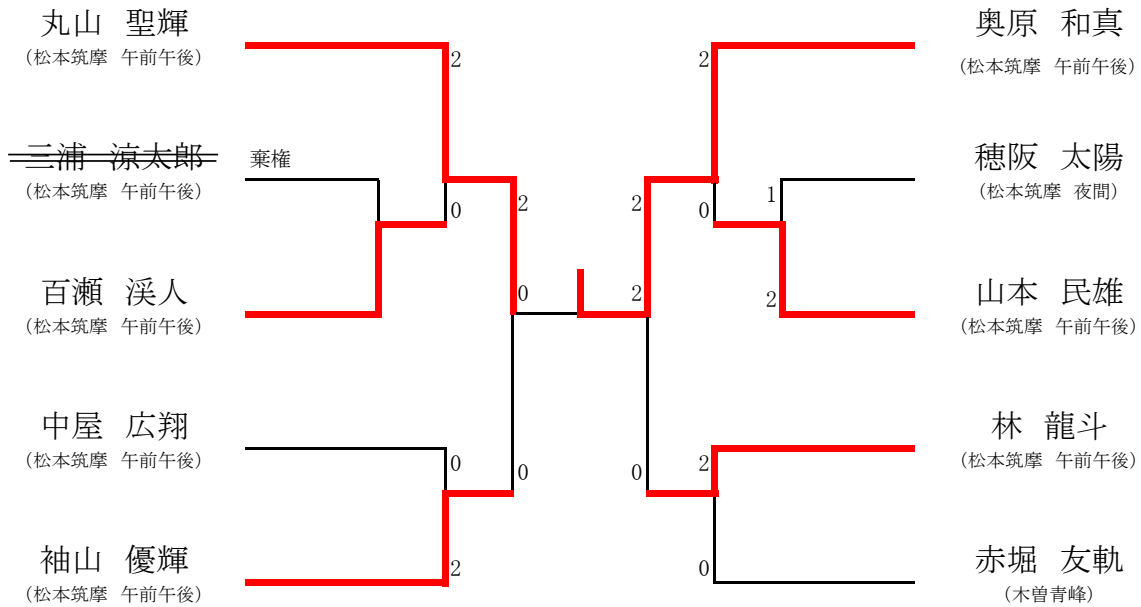 丸山 聖輝
(松本筑摩 午前午後)
三浦 涼太郎
(松本筑摩 午前午後)
棄権
百瀬 渓人
(松本筑摩 午前午後)
中屋 広翔
(松本筑摩 午前午後)
袖山 優輝
(松本筑摩 午前午後)
2
0
2
0
0
0
2
2
2
0
2
2
0
1
2
2
0
奥原 和真
(松本筑摩 午前午後)
穂阪 太陽
(松本筑摩 夜間)
山本 民雄
(松本筑摩 午前午後)
林 龍斗
(松本筑摩 午前午後)
赤堀 友軌
(木曽青峰)